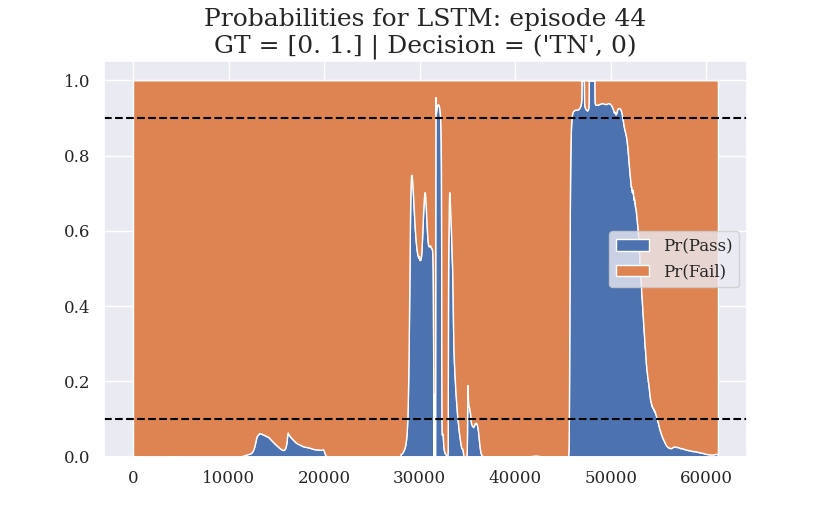 Probabilities for LSTM: episode 44
GT = [0. 1.] | Decision = ('TN', 0)
1.0
0.8
0.6
0.4
0.2
0.0
Pr(Pass)
Pr(Fail)
0 10000 20000 30000 40000 50000 60000